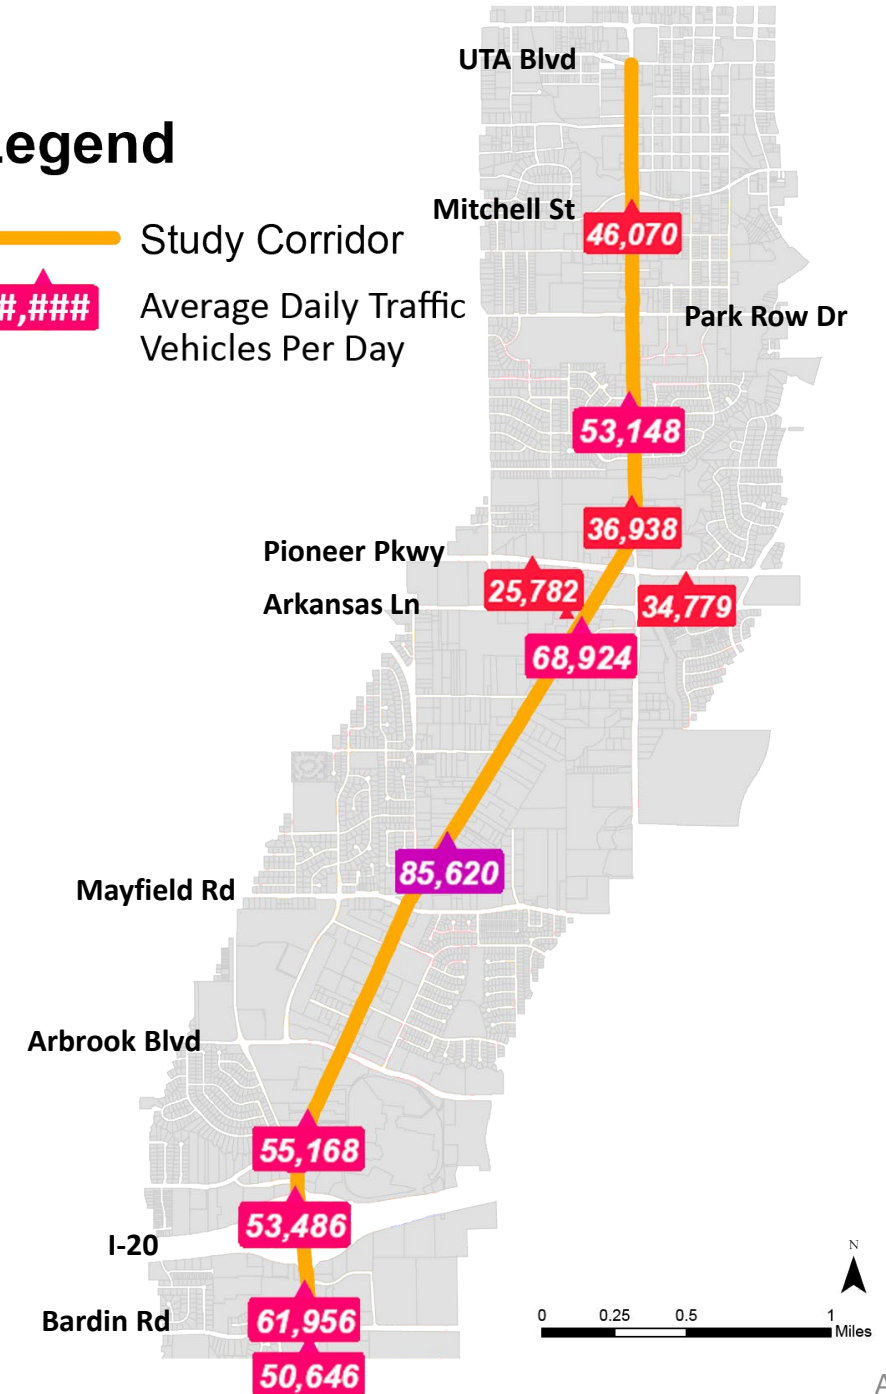 UTA Blvd
Legend
Study Corridor
Mitchell St
46,070
#,###
Average Daily Traffic
Vehicles Per Day
Park Row Dr
53,148
36,938
Pioneer Pkwy
25,782
34,779
Arkansas Ln
68,924
85,620
Mayfield Rd
Arbrook Blvd
55,168
53,486
I-20
N
61,956
Bardin Rd
0 0.25 0.5 1
Miles
50,646
A